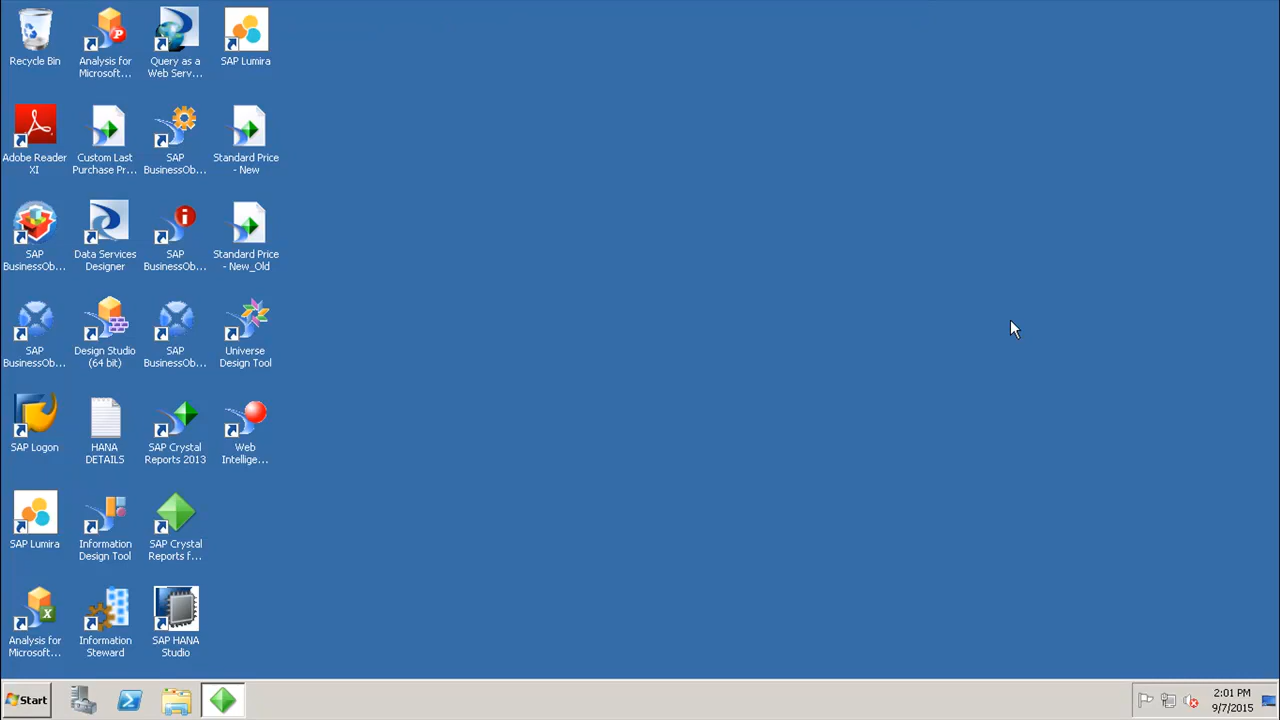 Recycle Bin
Analysis for
Microsoft...
Query as a
Web Serv...
SAP Lumira
Adobe Reader
XI
Custom Last
Purchase Pr...
SAP
BusinessOb...
Standard Price
- New
SAP
BusinessOb...
Data Services
Designer
SAP
BusinessOb...
Standard Price
- New_Old
SAP
BusinessOb...
Design Studio
(64 bit)
SAP
BusinessOb...
Universe
Design Tool
SAP Logon
HANA
DETAILS
SAP Crystal
Reports 2013
Web
Intellige...
SAP Lumira
Information
Design Tool
SAP Crystal
Reports f...
Analysis for
Microsoft...
Information
Steward
SAP HANA
Studio
Start
2:01 PM
9/7/2015